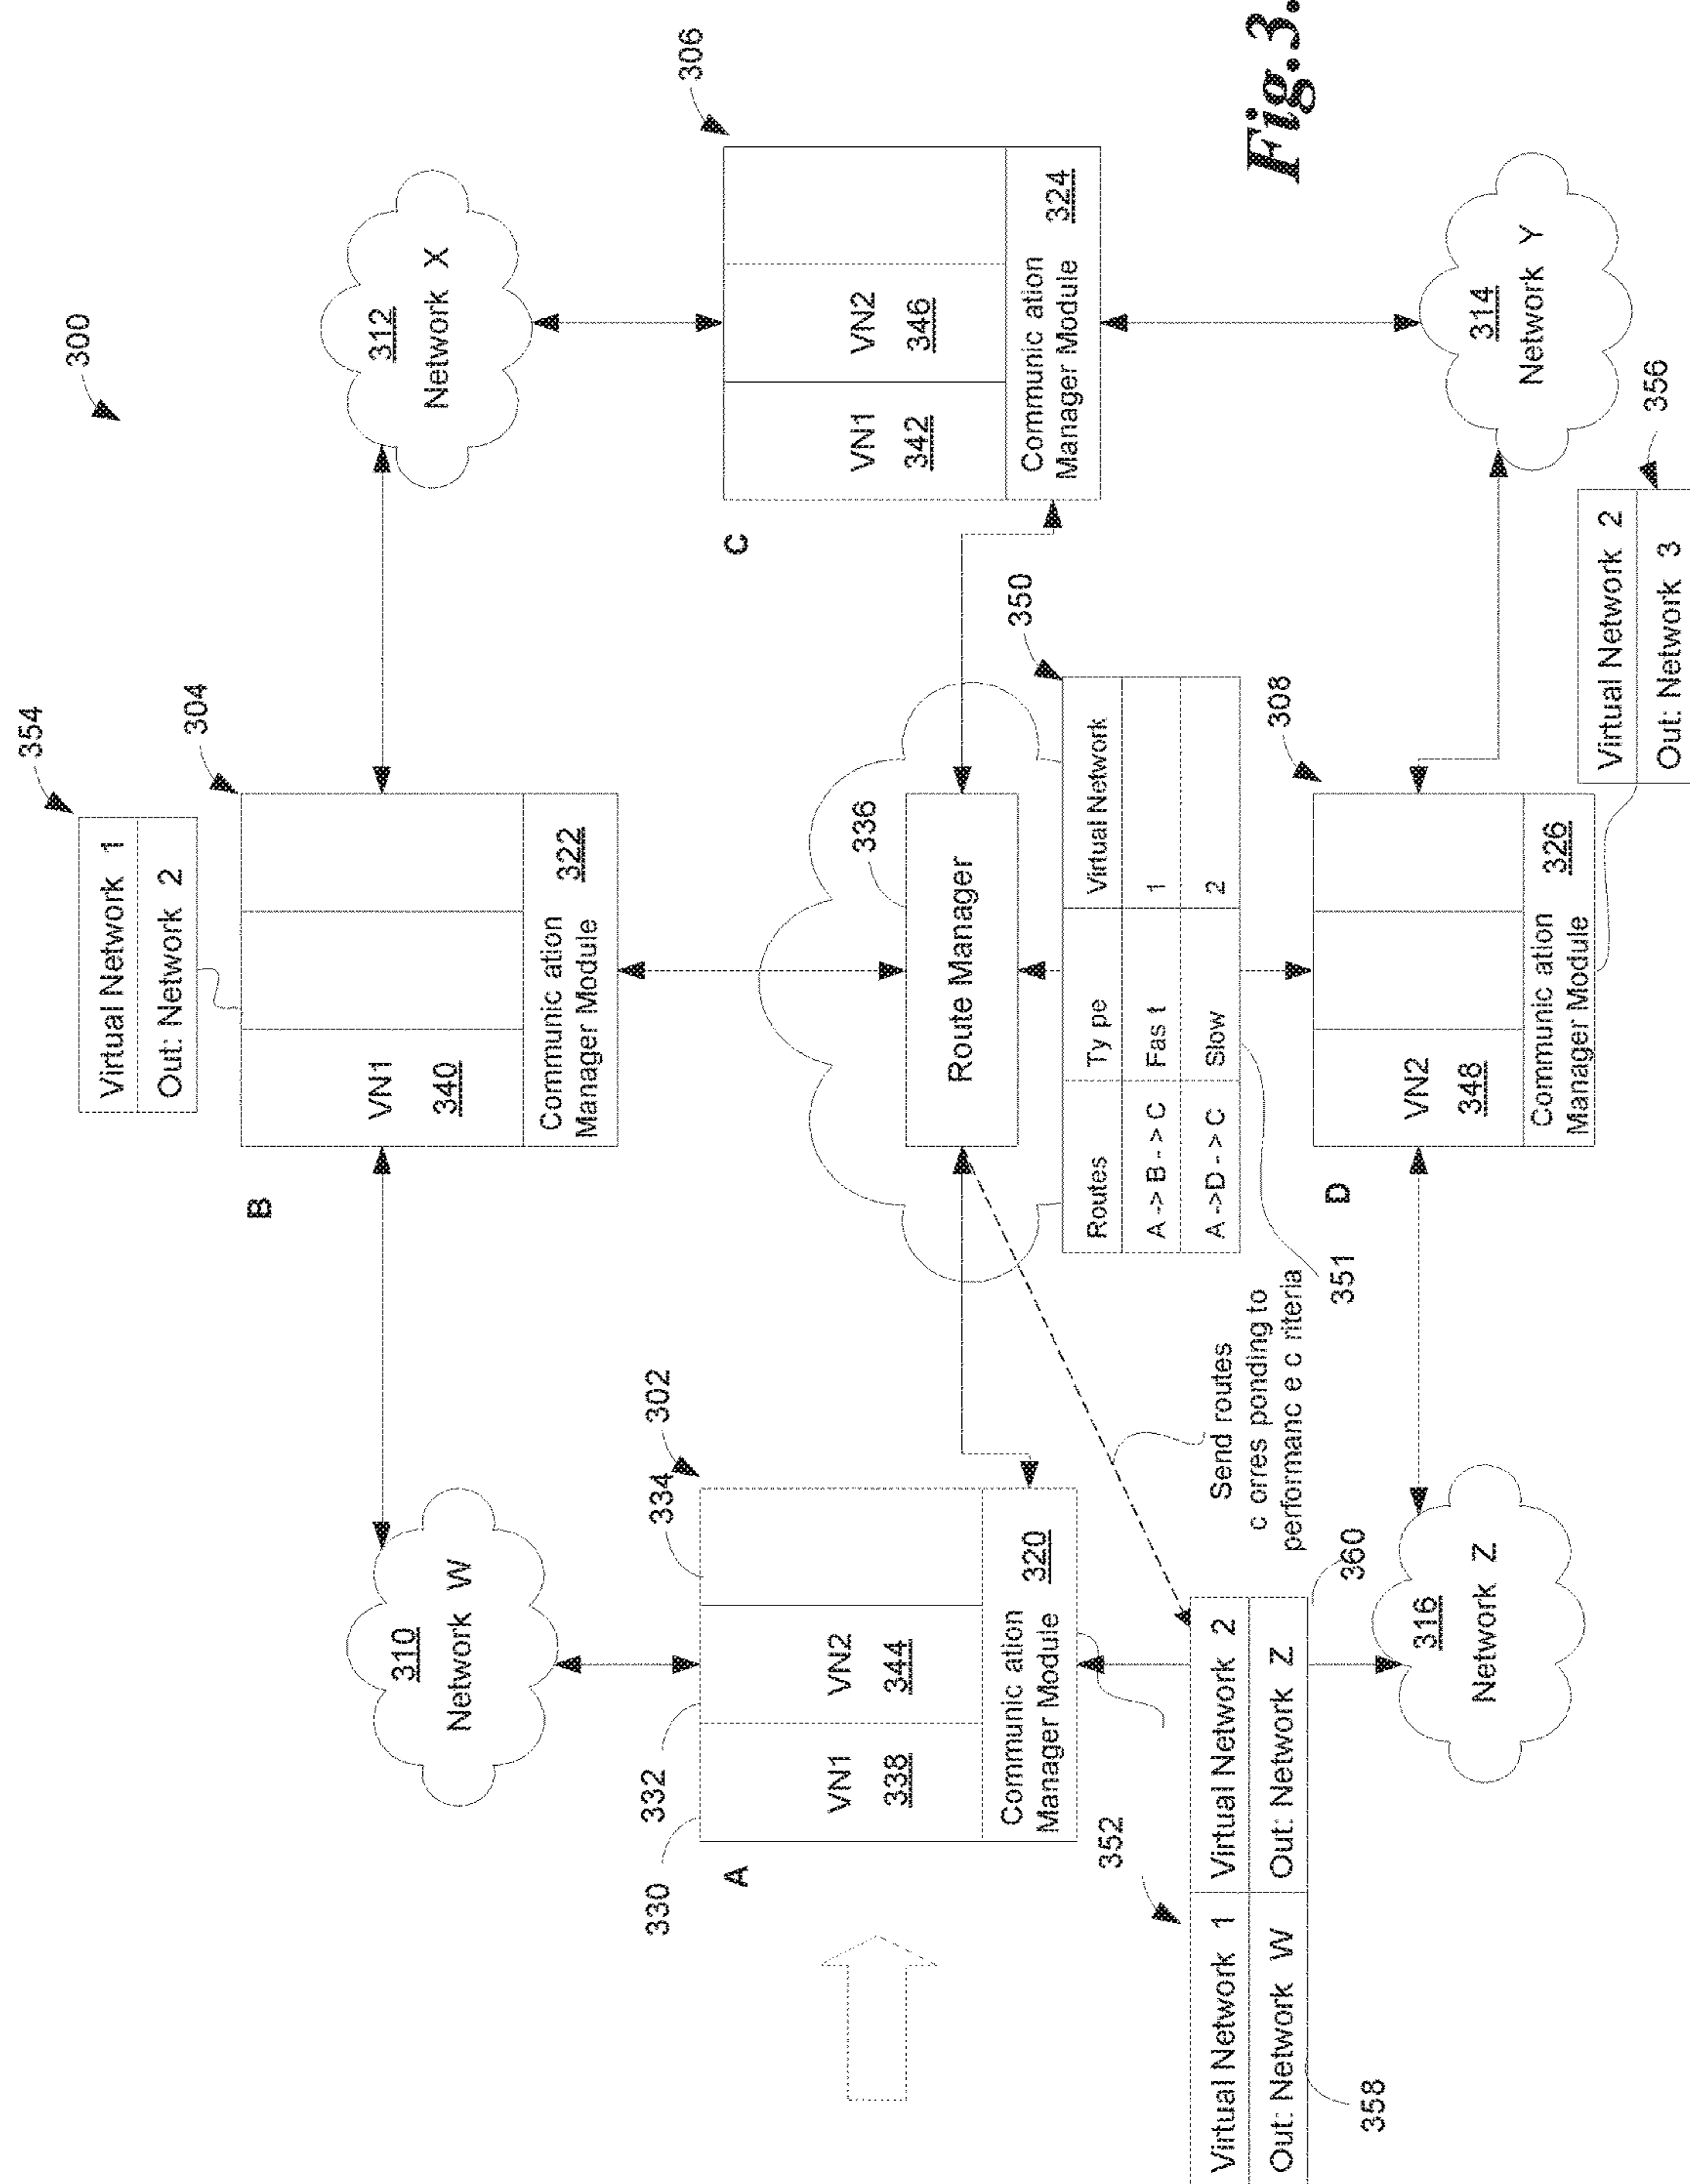 300
354
Virtual Network 1
Out: Network 2
304
B
VN1
340
Communic ation
Manager Module
322
310
Network W
312
Network X
306
C
VN1
342
VN2
346
Communic ation
Manager Module
324
302
334
332
330
A
VN1
338
VN2
344
Communic ation
Manager Module
320
336
Route Manager
350
Routes
Ty pe
Virtual Network
A -> B - -> C
Fas t
1
A ->D - -> C
Slow
2
351
Send routes
c orres ponding to
performanc e c riteria
352
Virtual Network 1
Virtual Network 2
Out: Network W
Out: Network Z
358
360
316
Network Z
308
D
VN2
348
Communic ation
Manager Module
326
314
Network Y
356
Virtual Network 2
Out: Network 3
Fig.3.